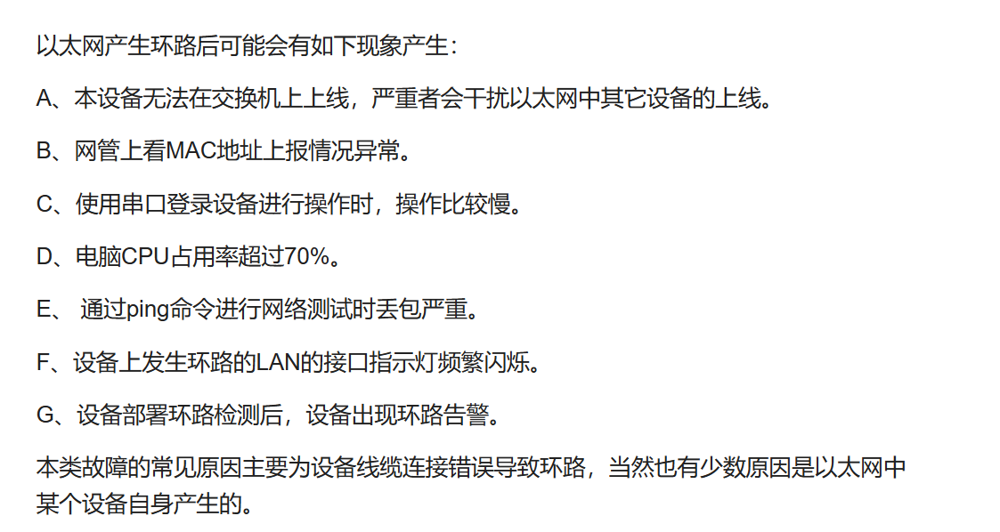 以太网产生环路后可能会有如下现象产生：
A、本设备无法在交换机上上线，严重者会干扰以太网中其它设备的上线。
B、网管上看MAC地址上报情况异常。
C、使用串口登录设备进行操作时，操作比较慢。
D、电脑CPU占用率超过70%。
E、 通过ping命令进行网络测试时丢包严重。
F、设备上发生环路的LAN的接口指示灯频繁闪烁。
G、设备部署环路检测后，设备出现环路告警。
本类故障的常见原因主要为设备线缆连接错误导致环路，当然也有少数原因是以太网中
某个设备自身产生的。